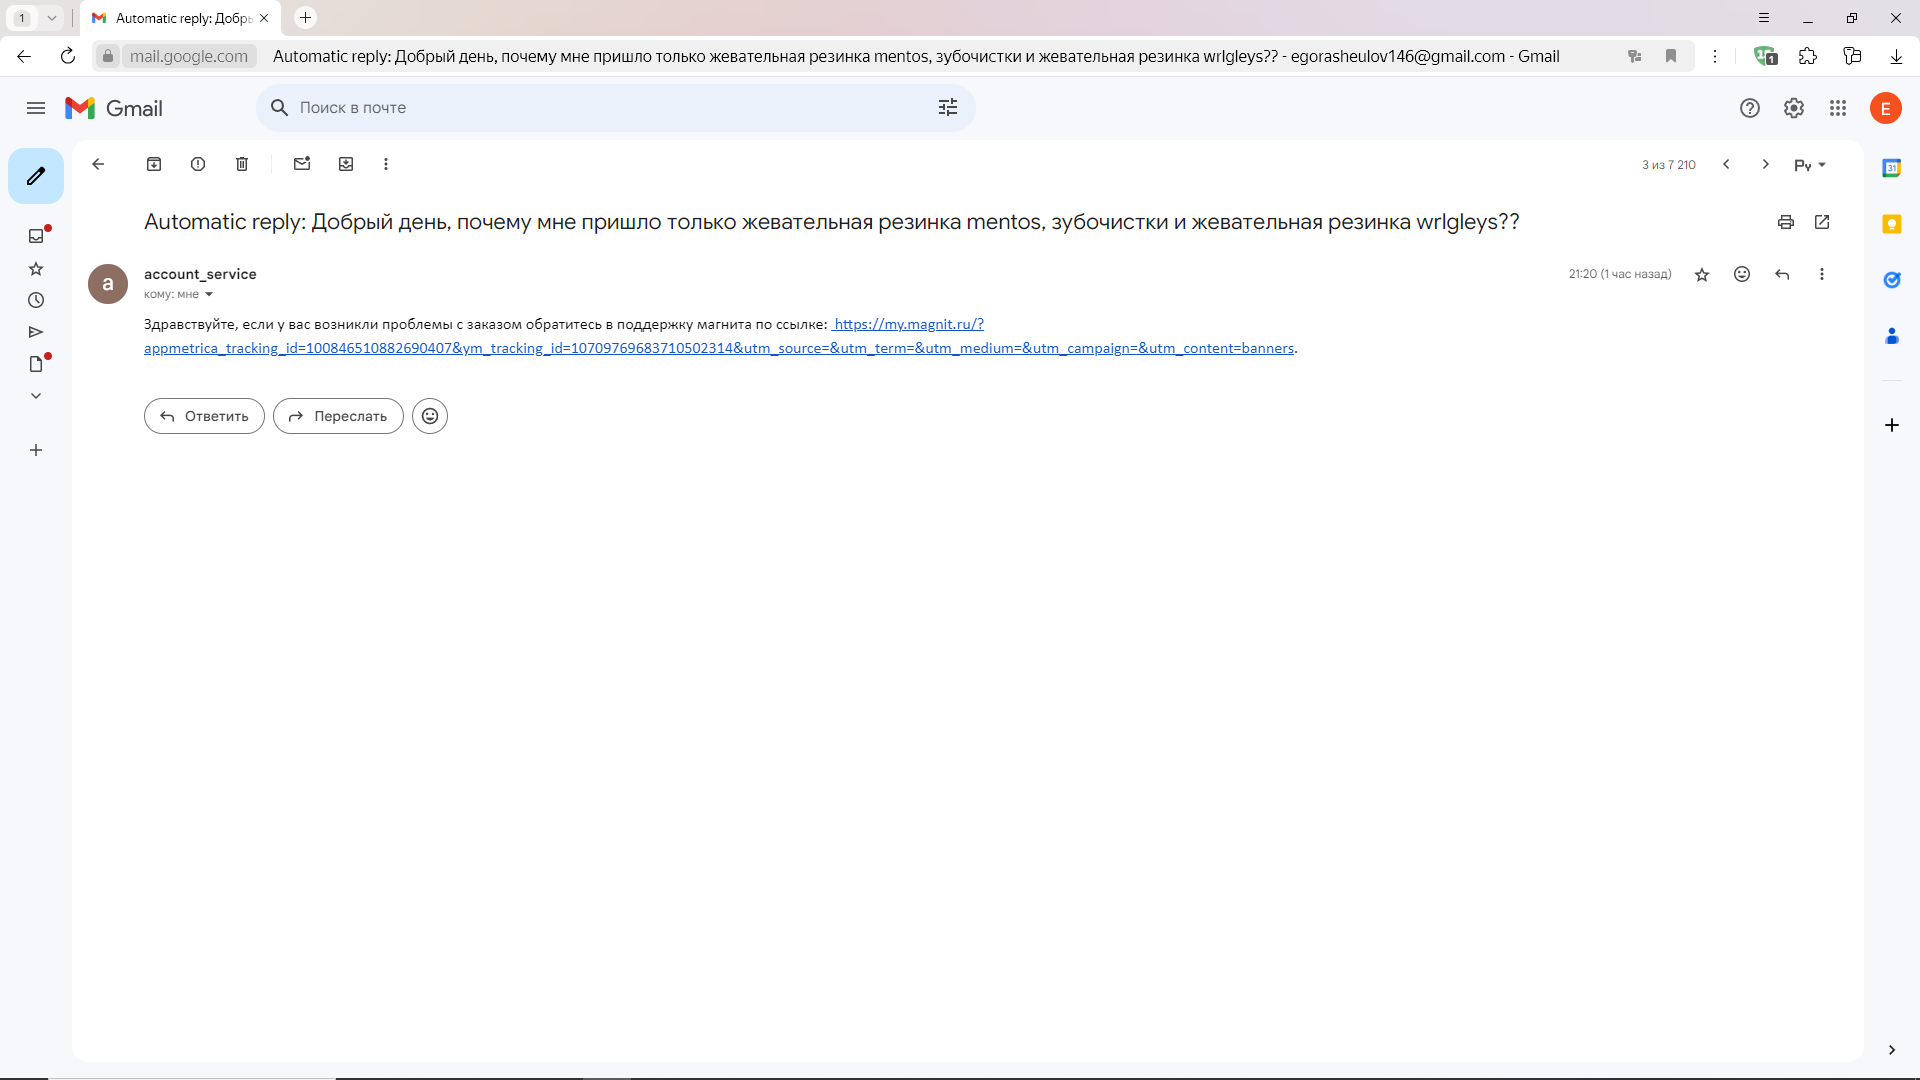 1
Automatic reply: Добрь
mail.google.com
Automatic reply: Добрый день, почему мне пришло только жевательная резинка mentos, зубочистки и жевательная резинка wrlgleys?? - egorasheulov146@gmail.com - Gmail
1
Gmail
Поиск в почте
E
3 из 7 210
Ру
31
Automatic reply: Добрый день, почему мне пришло только жевательная резинка mentos, зубочистки и жевательная резинка wrlgleys??
a
account_service
21:20 (1 час назад)
кому: мне
Здравствуйте, если у вас возникли проблемы с заказом обратитесь в поддержку магнита по ссылке: https://my.magnit.ru/?
appmetrica_tracking_id=100846510882690407&ym_tracking_id=10709769683710502314&utm_source=&utm_term=&utm_medium=&utm_campaign=&utm_content=banners.
Ответить
Переслать